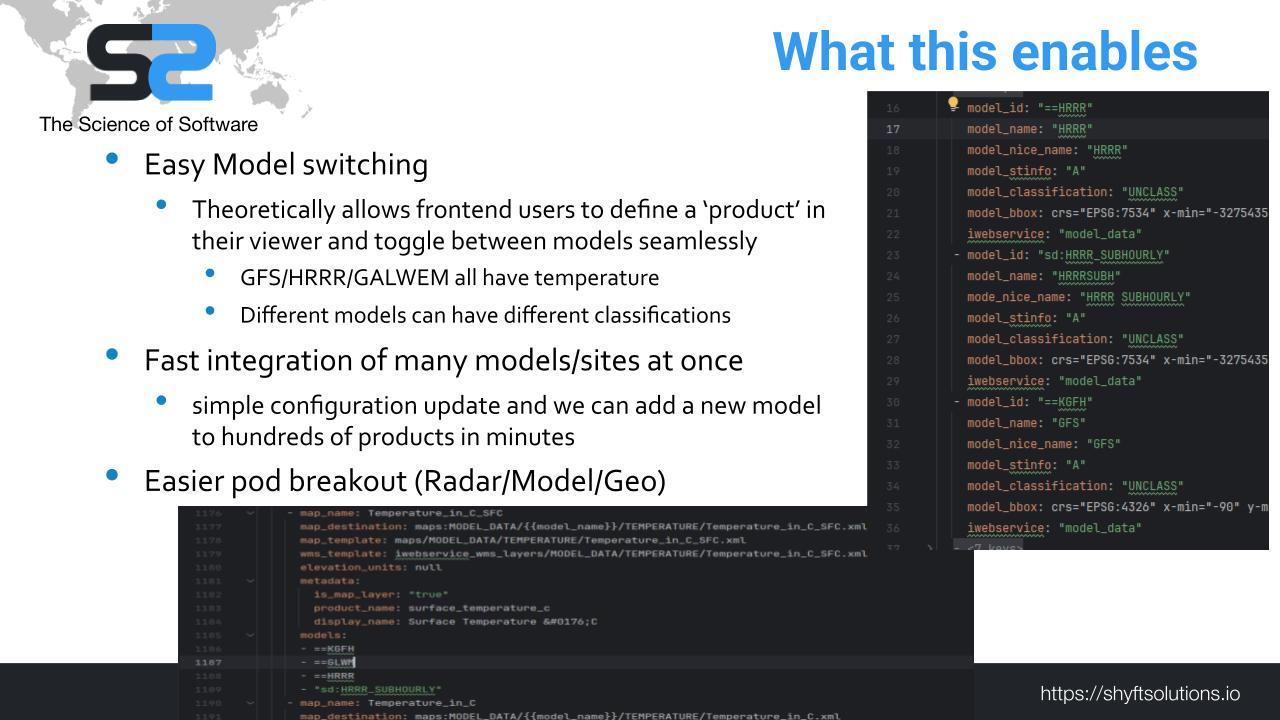 What this enables
The Science of Software
Easy Model switching
Theoretically allows frontend users to define a ‘product’ in
their viewer and toggle between models seamlessly
GFS/HRRR/GALWEM all have temperature
Different models can have different classifications
Fast integration of many models/sites at once
simple configuration update and we can add a new model
to hundreds of products in minutes
Easier pod breakout (Radar/Model/Geo)
16 model_id: "==HRRR"
17 model_name: "HRRR"
18 model_nice_name: "HRRR"
19 model_stinfo: "A"
20 model_classification: "UNCLASS"
21 model_bbox: crs="EPSG:7534" x-min="-3275435
22 iwebservice: "model_data"
23 - model_id: "sd:HRRR_SUBHOURLY"
24 model_name: "HRRRSUBH"
25 mode_nice_name: "HRRR SUBHOURLY"
26 model_stinfo: "A"
27 model_classification: "UNCLASS"
28 model_bbox: crs="EPSG:7534" x-min="-3275435
29 iwebservice: "model_data"
30 - model_id: "==KGFH"
31 model_name: "GFS"
32 model_nice_name: "GFS"
33 model_stinfo: "A"
34 model_classification: "UNCLASS"
35 model_bbox: crs="EPSG:4326" x-min="-90" y-m
36 iwebservice: "model_data"
37 - <7 keys>
1176 - map_name: Temperature_in_C_SFC
1177 map_destination: maps:MODEL_DATA/{{model_name}}/TEMPERATURE/Temperature_in_C_SFC.xml
1178 map_template: maps/MODEL_DATA/TEMPERATURE/Temperature_in_C_SFC.xml
1179 wms_template: iwebservice_wms_layers/MODEL_DATA/TEMPERATURE/Temperature_in_C_SFC.xml
1180 elevation_units: null
1181 metadata:
1182 is_map_layer: "true"
1183 product_name: surface_temperature_c
1184 display_name: Surface Temperature &#0176;C
1185 models:
1186 - ==KGFH
1187 - ==GLWM
1188 - ==HRRR
1189 - "sd:HRRR_SUBHOURLY"
1190 - map_name: Temperature_in_C
1191 map_destination: maps:MODEL_DATA/{{model_name}}/TEMPERATURE/Temperature_in_C.xml
https://shyftsolutions.io